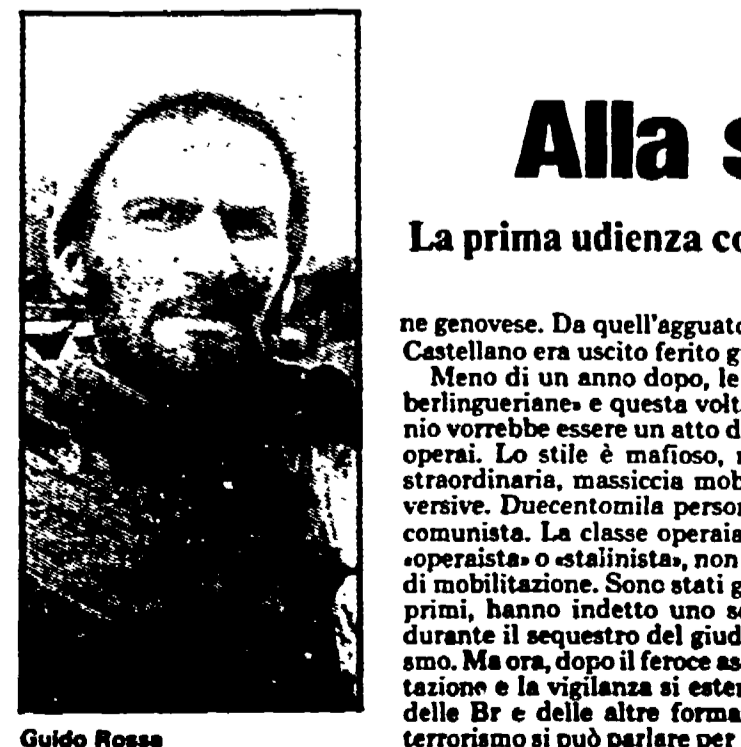 Alla s
La prima udienza co
ne genovese. Da quell'agguato
Castellano era uscito ferito g
Meno di un anno dopo, le
berlingueriane» e questa volt
nio vorrebbe essere un atto d
operai. Lo stile è mafioso, r
straordinaria, massiccia mob
versive. Duecentomila person
comunista. La classe operaia
«operaista» o «stalinista», non
di mobilitazione. Sono stati g
primi, hanno indetto uno s
durante il sequestro del giud
smo. Ma ora, dopo il feroce as
tazione e la vigilanza si ester
delle Br e delle altre forma
terrorismo si può parlare per
Guido Rossa